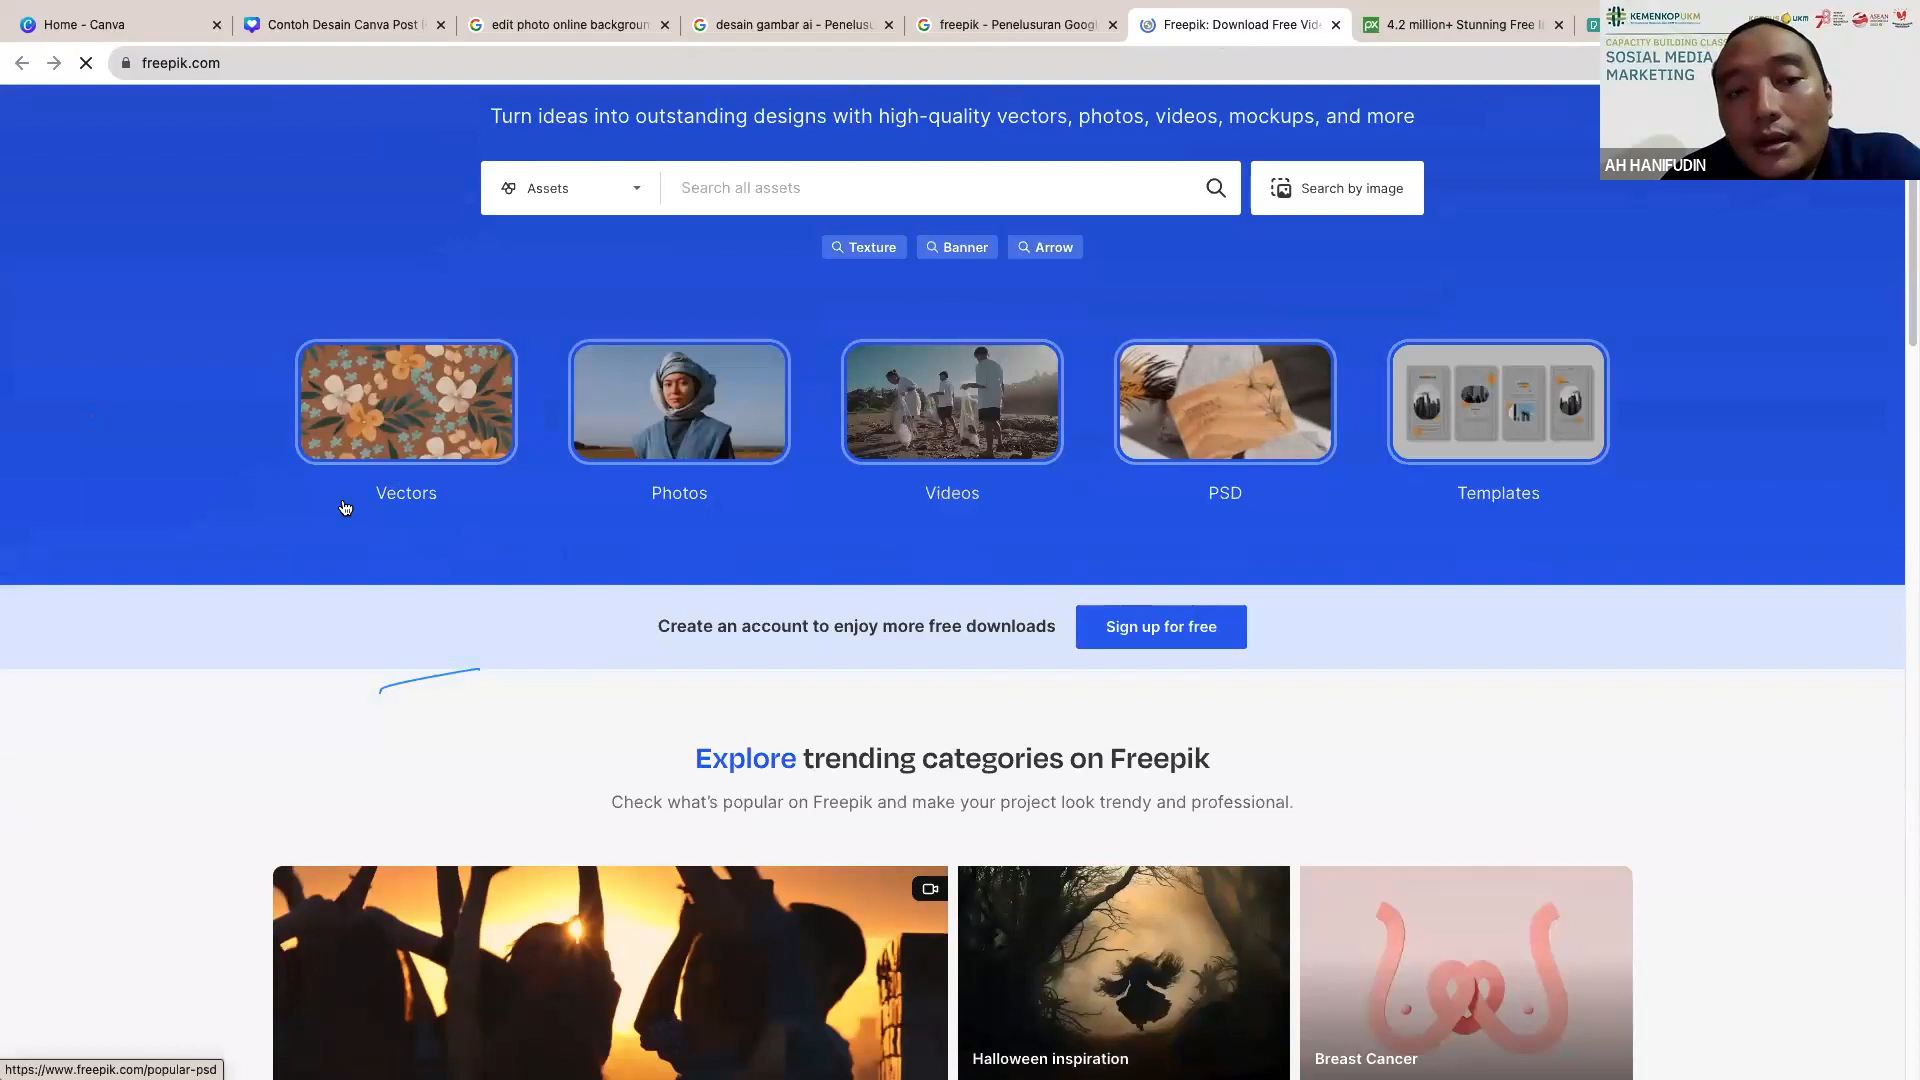 Home - Canva
Contoh Desain Canva Post I
edit photo online backgroun
desain gambar ai - Penelusu
freepik - Penelusuran Googl
Freepik: Download Free Vid
4.2 million+ Stunning Free I
freepik.com
KEMENKOPUKM
CAPACITY BUILDING CLASS
SOSIAL MEDIA
MARKETING
AH HANIFUDIN
Turn ideas into outstanding designs with high-quality vectors, photos, videos, mockups, and more
Assets
Search all assets
Search by image
Texture
Banner
Arrow
Vectors
Photos
Videos
PSD
Templates
Create an account to enjoy more free downloads
Sign up for free
Explore trending categories on Freepik
Check what's popular on Freepik and make your project look trendy and professional.
Halloween inspiration
Breast Cancer
https://www.freepik.com/popular-psd